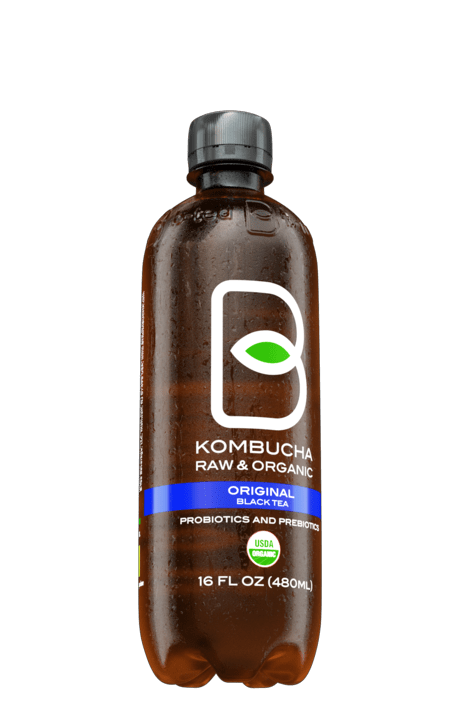 B
KOMBUCHA
RAW & ORGANIC
ORIGINAL
BLACK TEA
PROBIOTICS AND PREBIOTICS
USDA
ORGANIC
16 FL OZ (480ML)